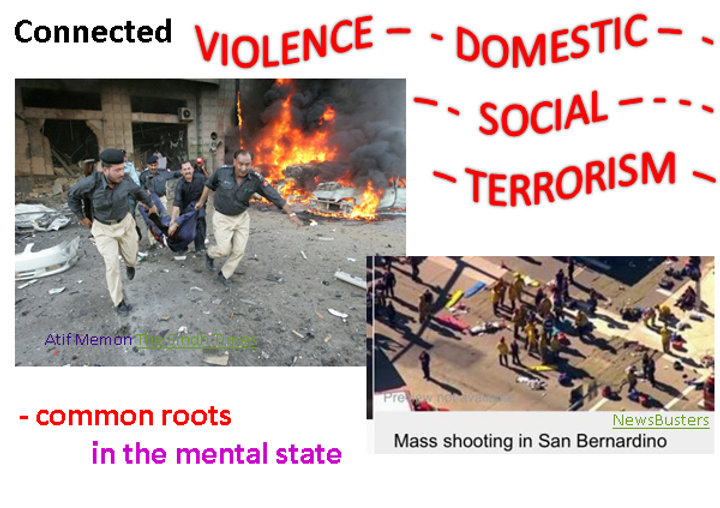 Connected VIOLENCE – - DOMESTIC – -
– - SOCIAL – - - -
– TERRORISM –
Atif Memon The Sindh Times
Preview not available
NewsBusters
Mass shooting in San Bernardino
- common roots
in the mental state